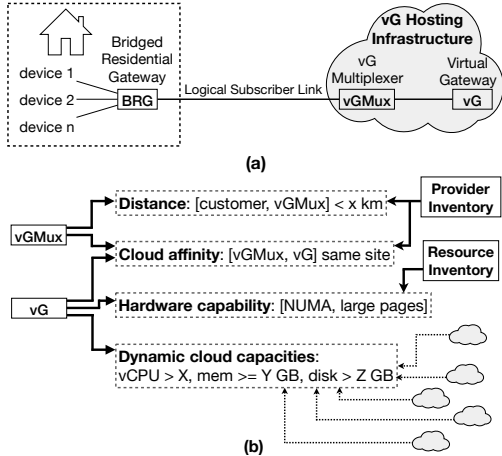 vG Hosting
Infrastructure
Bridged
Residential
Gateway
vG
Multiplexer
Virtual
Gateway
device 1
device 2
device n
BRG
Logical Subscriber Link
vGMux
vG
(a)
Distance: [customer, vGMux] < x km
Provider
Inventory
vGMux
Cloud affinity: [vGMux, vG] same site
Resource
Inventory
vG
Hardware capability: [NUMA, large pages]
Dynamic cloud capacities:
vCPU > X, mem >= Y GB, disk > Z GB
(b)